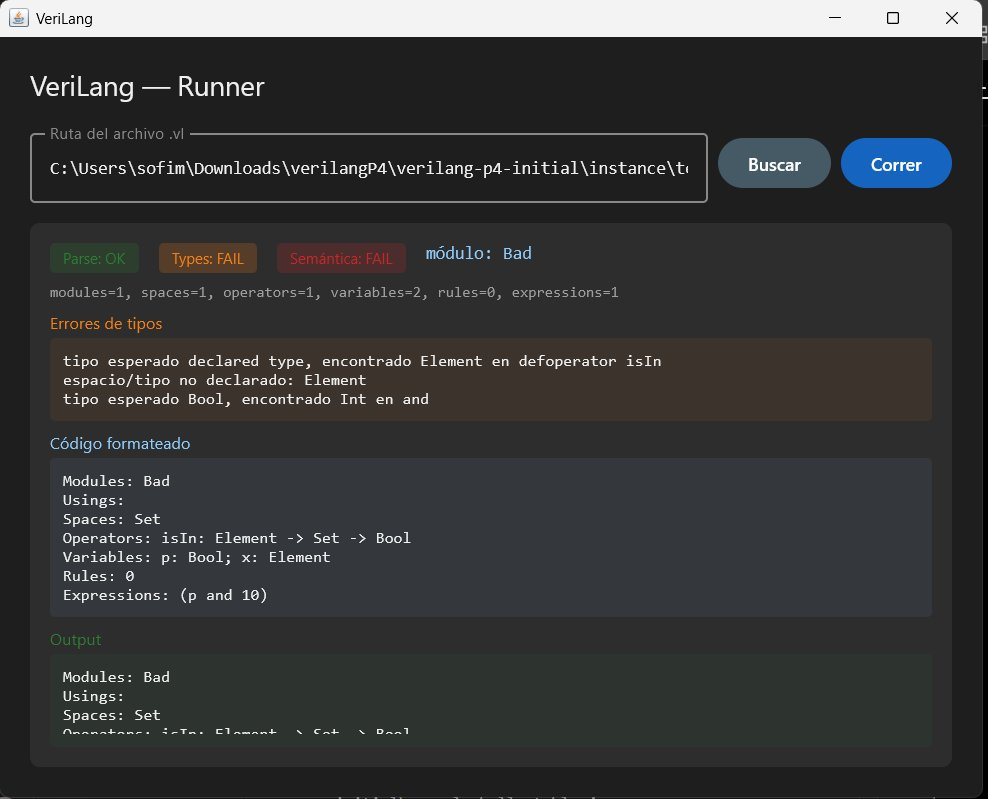 VeriLang
VeriLang — Runner
Ruta del archivo .vl
C:\Users\sofim\Downloads\verilangP4\verilang-p4-initial\instance\te
Buscar
Correr
Parse: OK
Types: FAIL
Semántica: FAIL
módulo: Bad
modules=1, spaces=1, operators=1, variables=2, rules=0, expressions=1
Errores de tipos
tipo esperado declared type, encontrado Element en defoperator isIn
espacio/tipo no declarado: Element
tipo esperado Bool, encontrado Int en and
Código formateado
Modules: Bad
Usings:
Spaces: Set
Operators: isIn: Element -> Set -> Bool
Variables: p: Bool; x: Element
Rules: 0
Expressions: (p and 10)
Output
Modules: Bad
Usings:
Spaces: Set
Operators: isIn: Element -> Set -> Bool